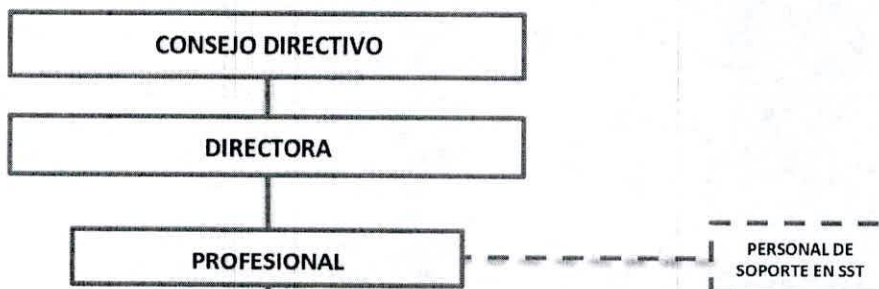 CONSEJO DIRECTIVO
DIRECTORA
PROFESIONAL
PERSONAL DE
SOPORTE EN SST